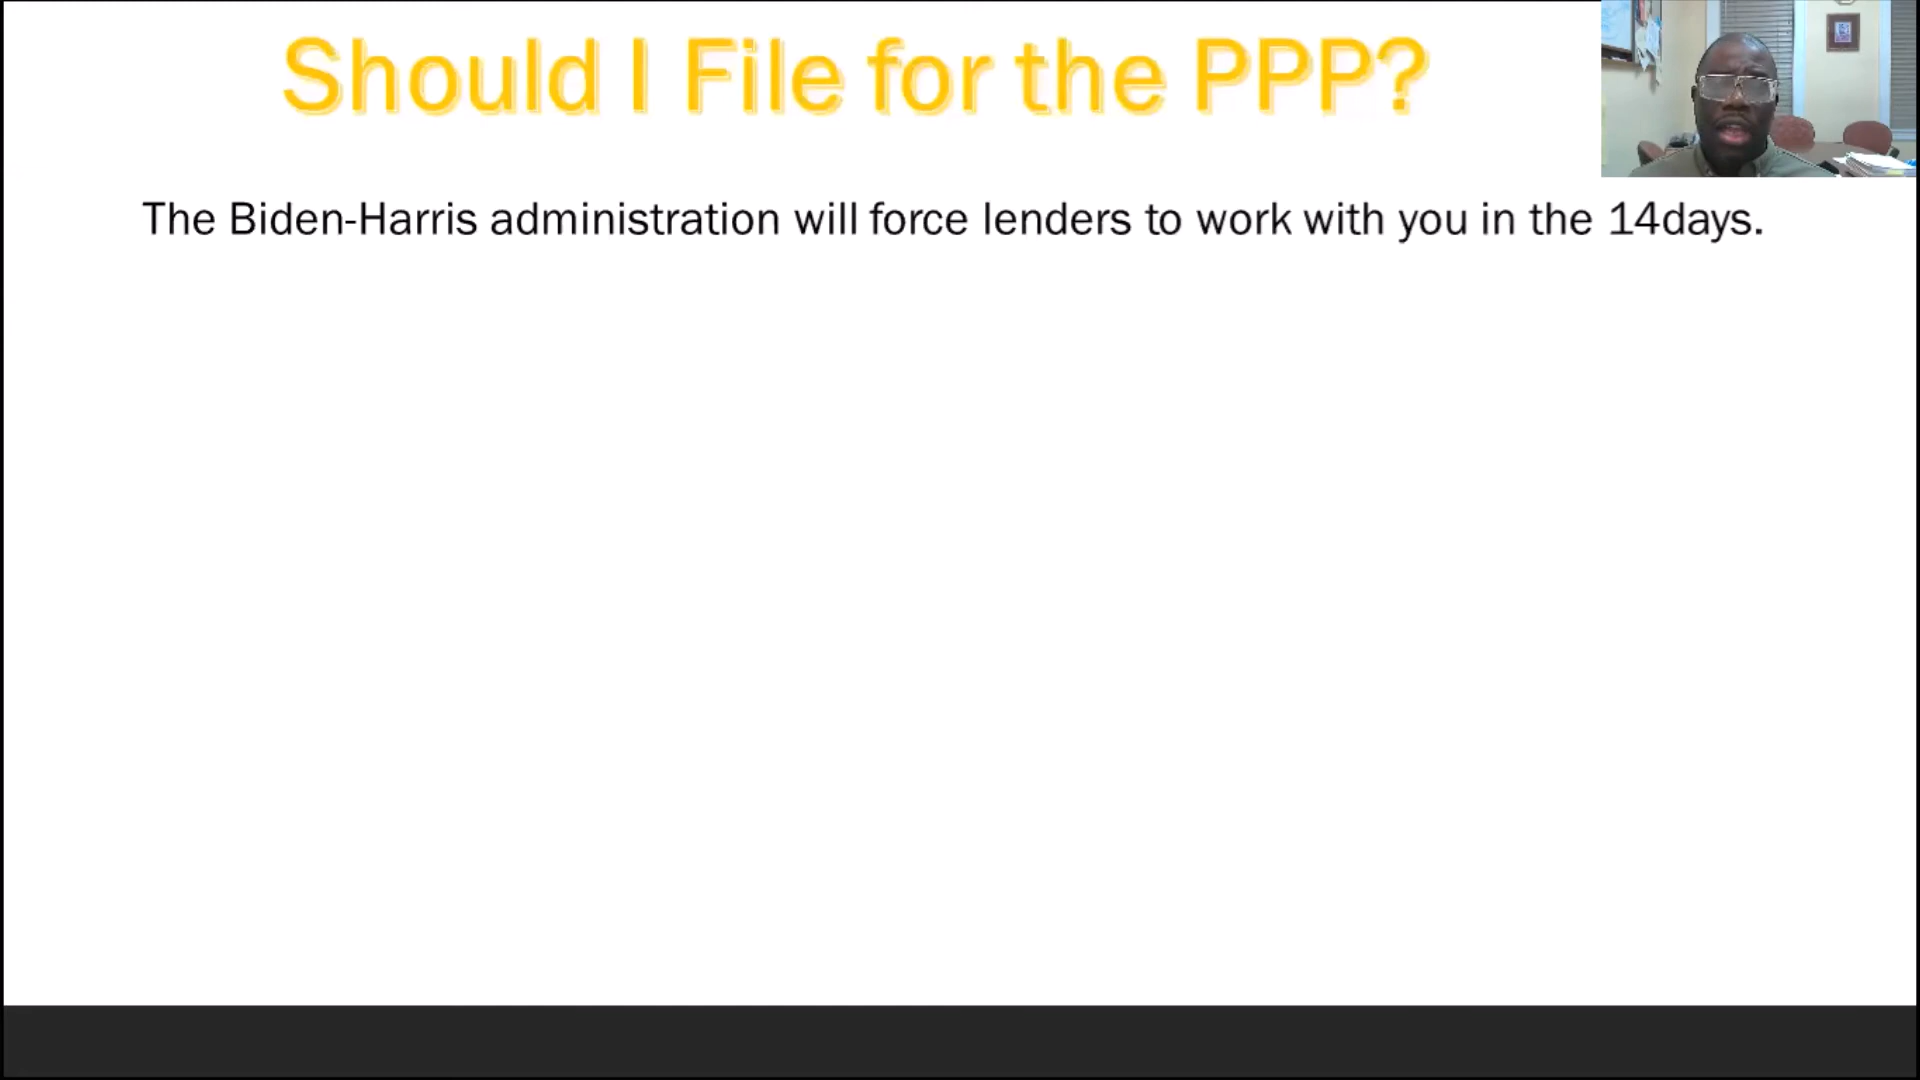 Should I File for the PPP?
The Biden-Harris administration will force lenders to work with you in the 14days.